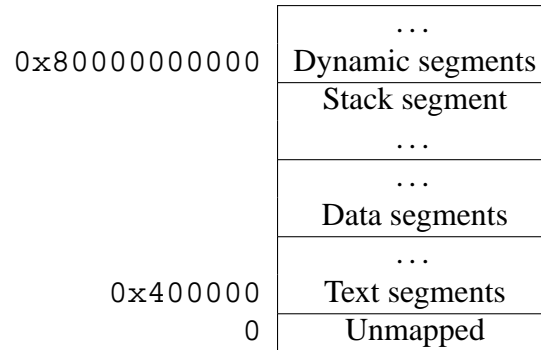 ...
0x80000000000 Dynamic segments
Stack segment
...
...
Data segments
...
0x400000 Text segments
0 Unmapped